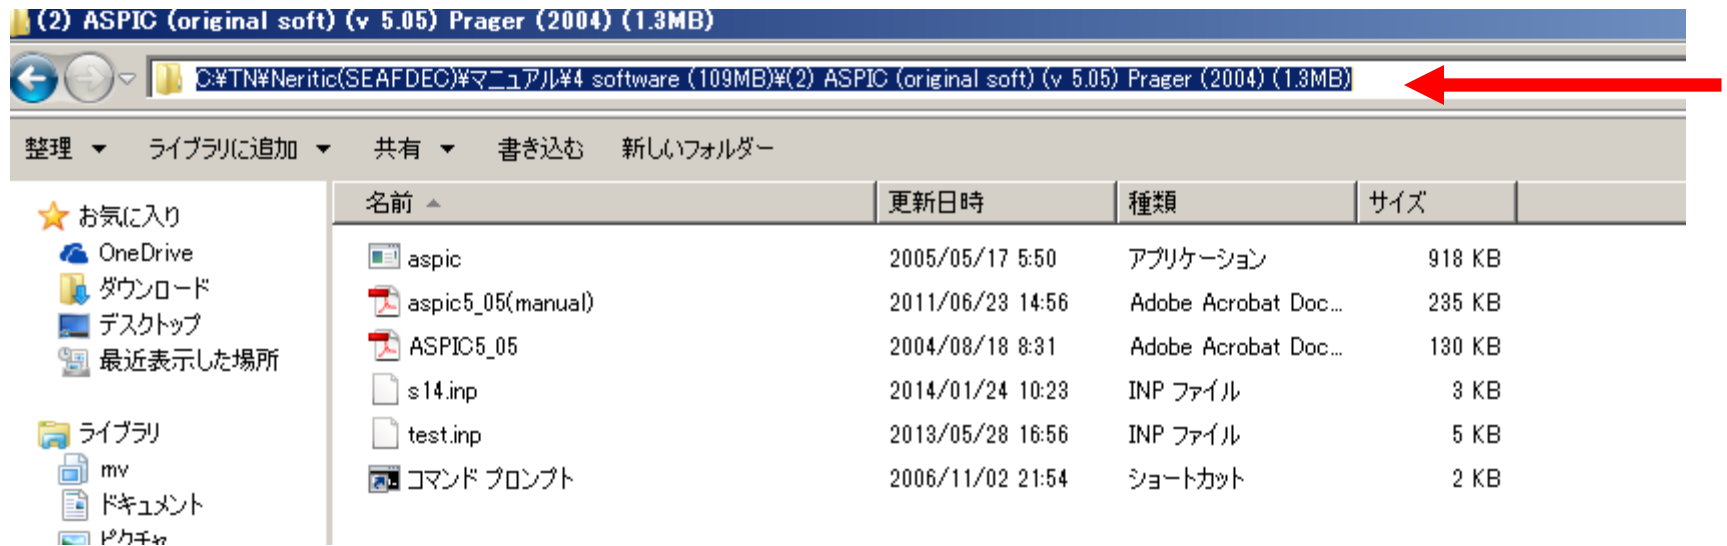 (2) ASPIC (original soft) (v 5.05) Prager (2004) (1.3MB)
C:¥TN¥Neritic(SEAFDEC)¥マニュアル¥4 software (109MB)¥(2) ASPIC (original soft) (v 5.05) Prager (2004) (1.3MB)
整理 ライブラリに追加 共有 書き込む 新しいフォルダー
名前 更新日時 種類 サイズ
お気に入り
OneDrive
ダウンロード
デスクトップ
最近表示した場所
ライブラリ
mv
ドキュメント
ピクチャ
aspic 2005/05/17 5:50 アプリケーション 918 KB
aspic5_05(manual) 2011/06/23 14:56 Adobe Acrobat Doc... 235 KB
ASPIC5_05 2004/08/18 8:31 Adobe Acrobat Doc... 130 KB
s14.inp 2014/01/24 10:23 INP ファイル 3 KB
test.inp 2013/05/28 16:56 INP ファイル 5 KB
コマンド プロンプト 2006/11/02 21:54 ショートカット 2 KB